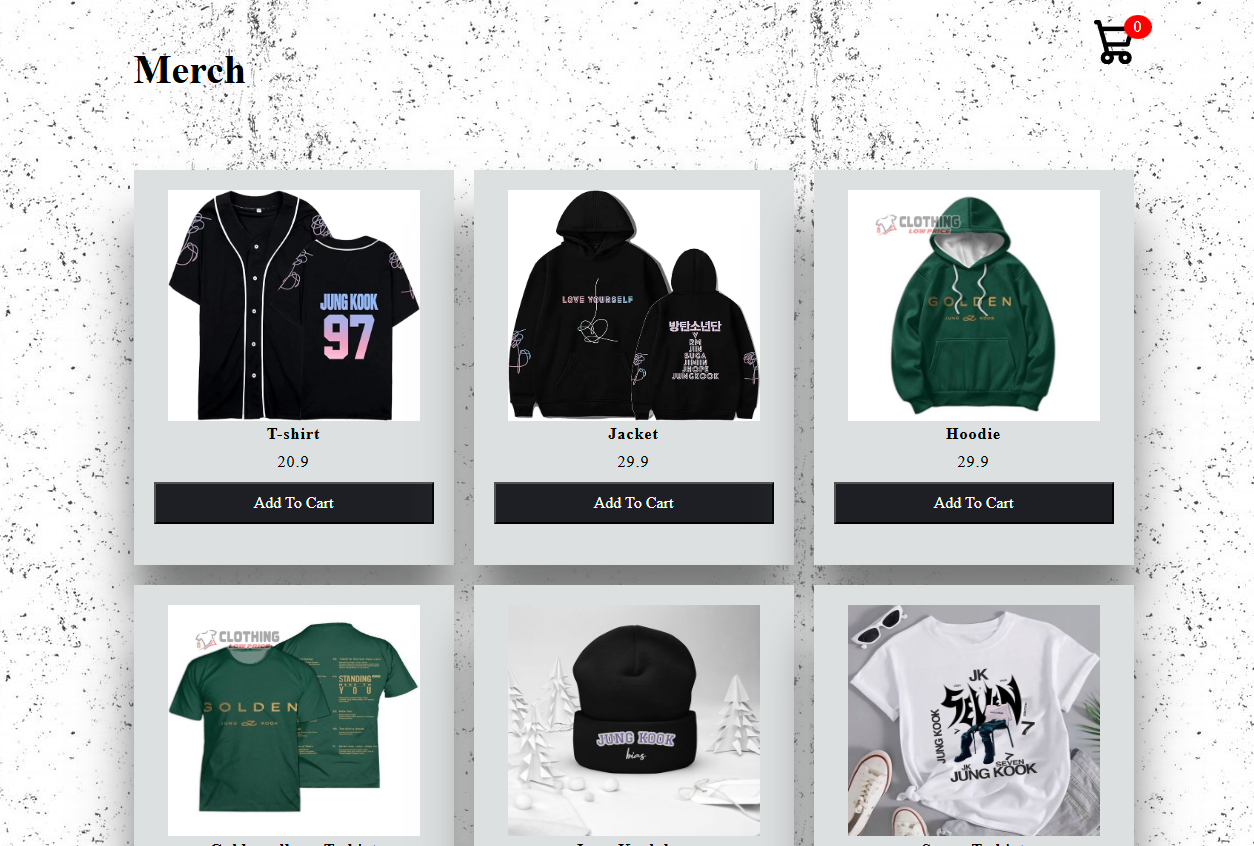 0
Merch
JUNG KOOK
97
LOVE YOURSELF
방탄소년단
V
RM
JIN
SUGA
JIMIN
JHOPE
JUNGKOOK
CLOTHING
LOW PRICE
GOLDEN
JUNG KOOK
T-shirt
20.9
Add To Cart
Jacket
29.9
Add To Cart
Hoodie
29.9
Add To Cart
CLOTHING
LOW PRICE
GOLDEN
JUNG KOOK
STANDING
NEXT TO
YOU
JUNG KOOK
bias
JK
SEVEN
7
JUNG KOOK
JK
SEVEN
JUNG KOOK